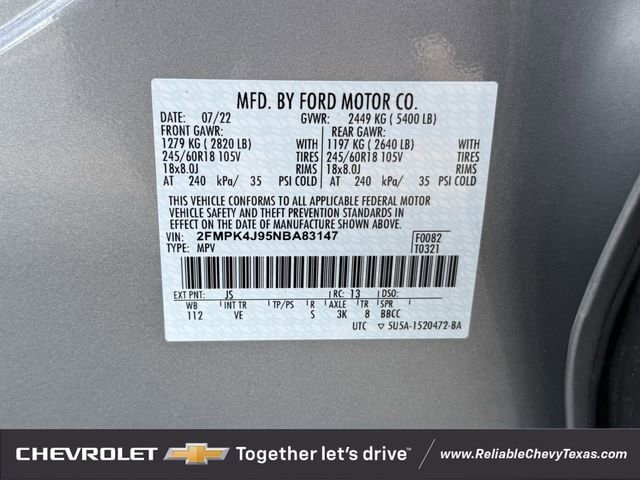 MFD. BY FORD MOTOR CO.
DATE: 07/22 GVWR: 2449 KG ( 5400 LB)
FRONT GAWR: REAR GAWR:
1279 KG ( 2820 LB) WITH 1197 KG ( 2640 LB) WITH
245/60R18 105V TIRES 245/60R18 105V TIRES
18x8.0J RIMS 18x8.0J RIMS
AT 240 kPa/ 35 PSI COLD AT 240 kPa/ 35 PSI COLD
THIS VEHICLE CONFORMS TO ALL APPLICABLE FEDERAL MOTOR
VEHICLE SAFETY AND THEFT PREVENTION STANDARDS IN
EFFECT ON THE DATE OF MANUFACTURE SHOWN ABOVE.
VIN: 2FMPK4J95NBA83147 F0082
TYPE: MPV T0321
EXT PNT: JS RC: 13 DSO:
WB INT TR TP/PS R AXLE TR SPR
112 VE S 3K 8 BBCC
UTC 5U5A-1520472-BA
CHEVROLET Together let's drive™ www.ReliableChevyTexas.com